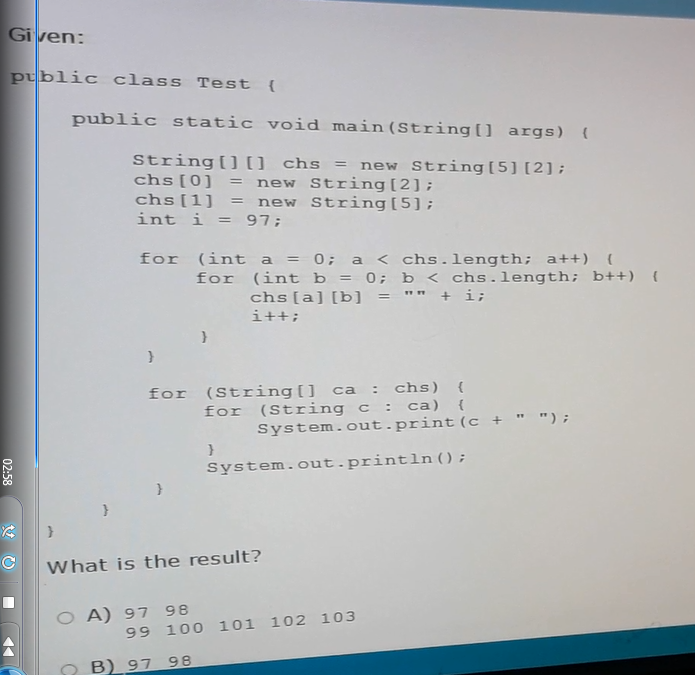 Given:
public class Test {
public static void main(String[] args) {
String[][] chs = new String[5][2];
chs[0] = new String[2];
chs[1] = new String[5];
int i = 97;
for (int a = 0; a < chs.length; a++) {
for (int b = 0; b < chs.length; b++) {
chs[a][b] = "" + i;
i++;
}
}
for (String[] ca : chs) {
for (String c : ca) {
System.out.print(c + " ");
}
System.out.println();
}
}
}
What is the result?
A) 97 98
99 100 101 102 103
B) 97 98
02:58